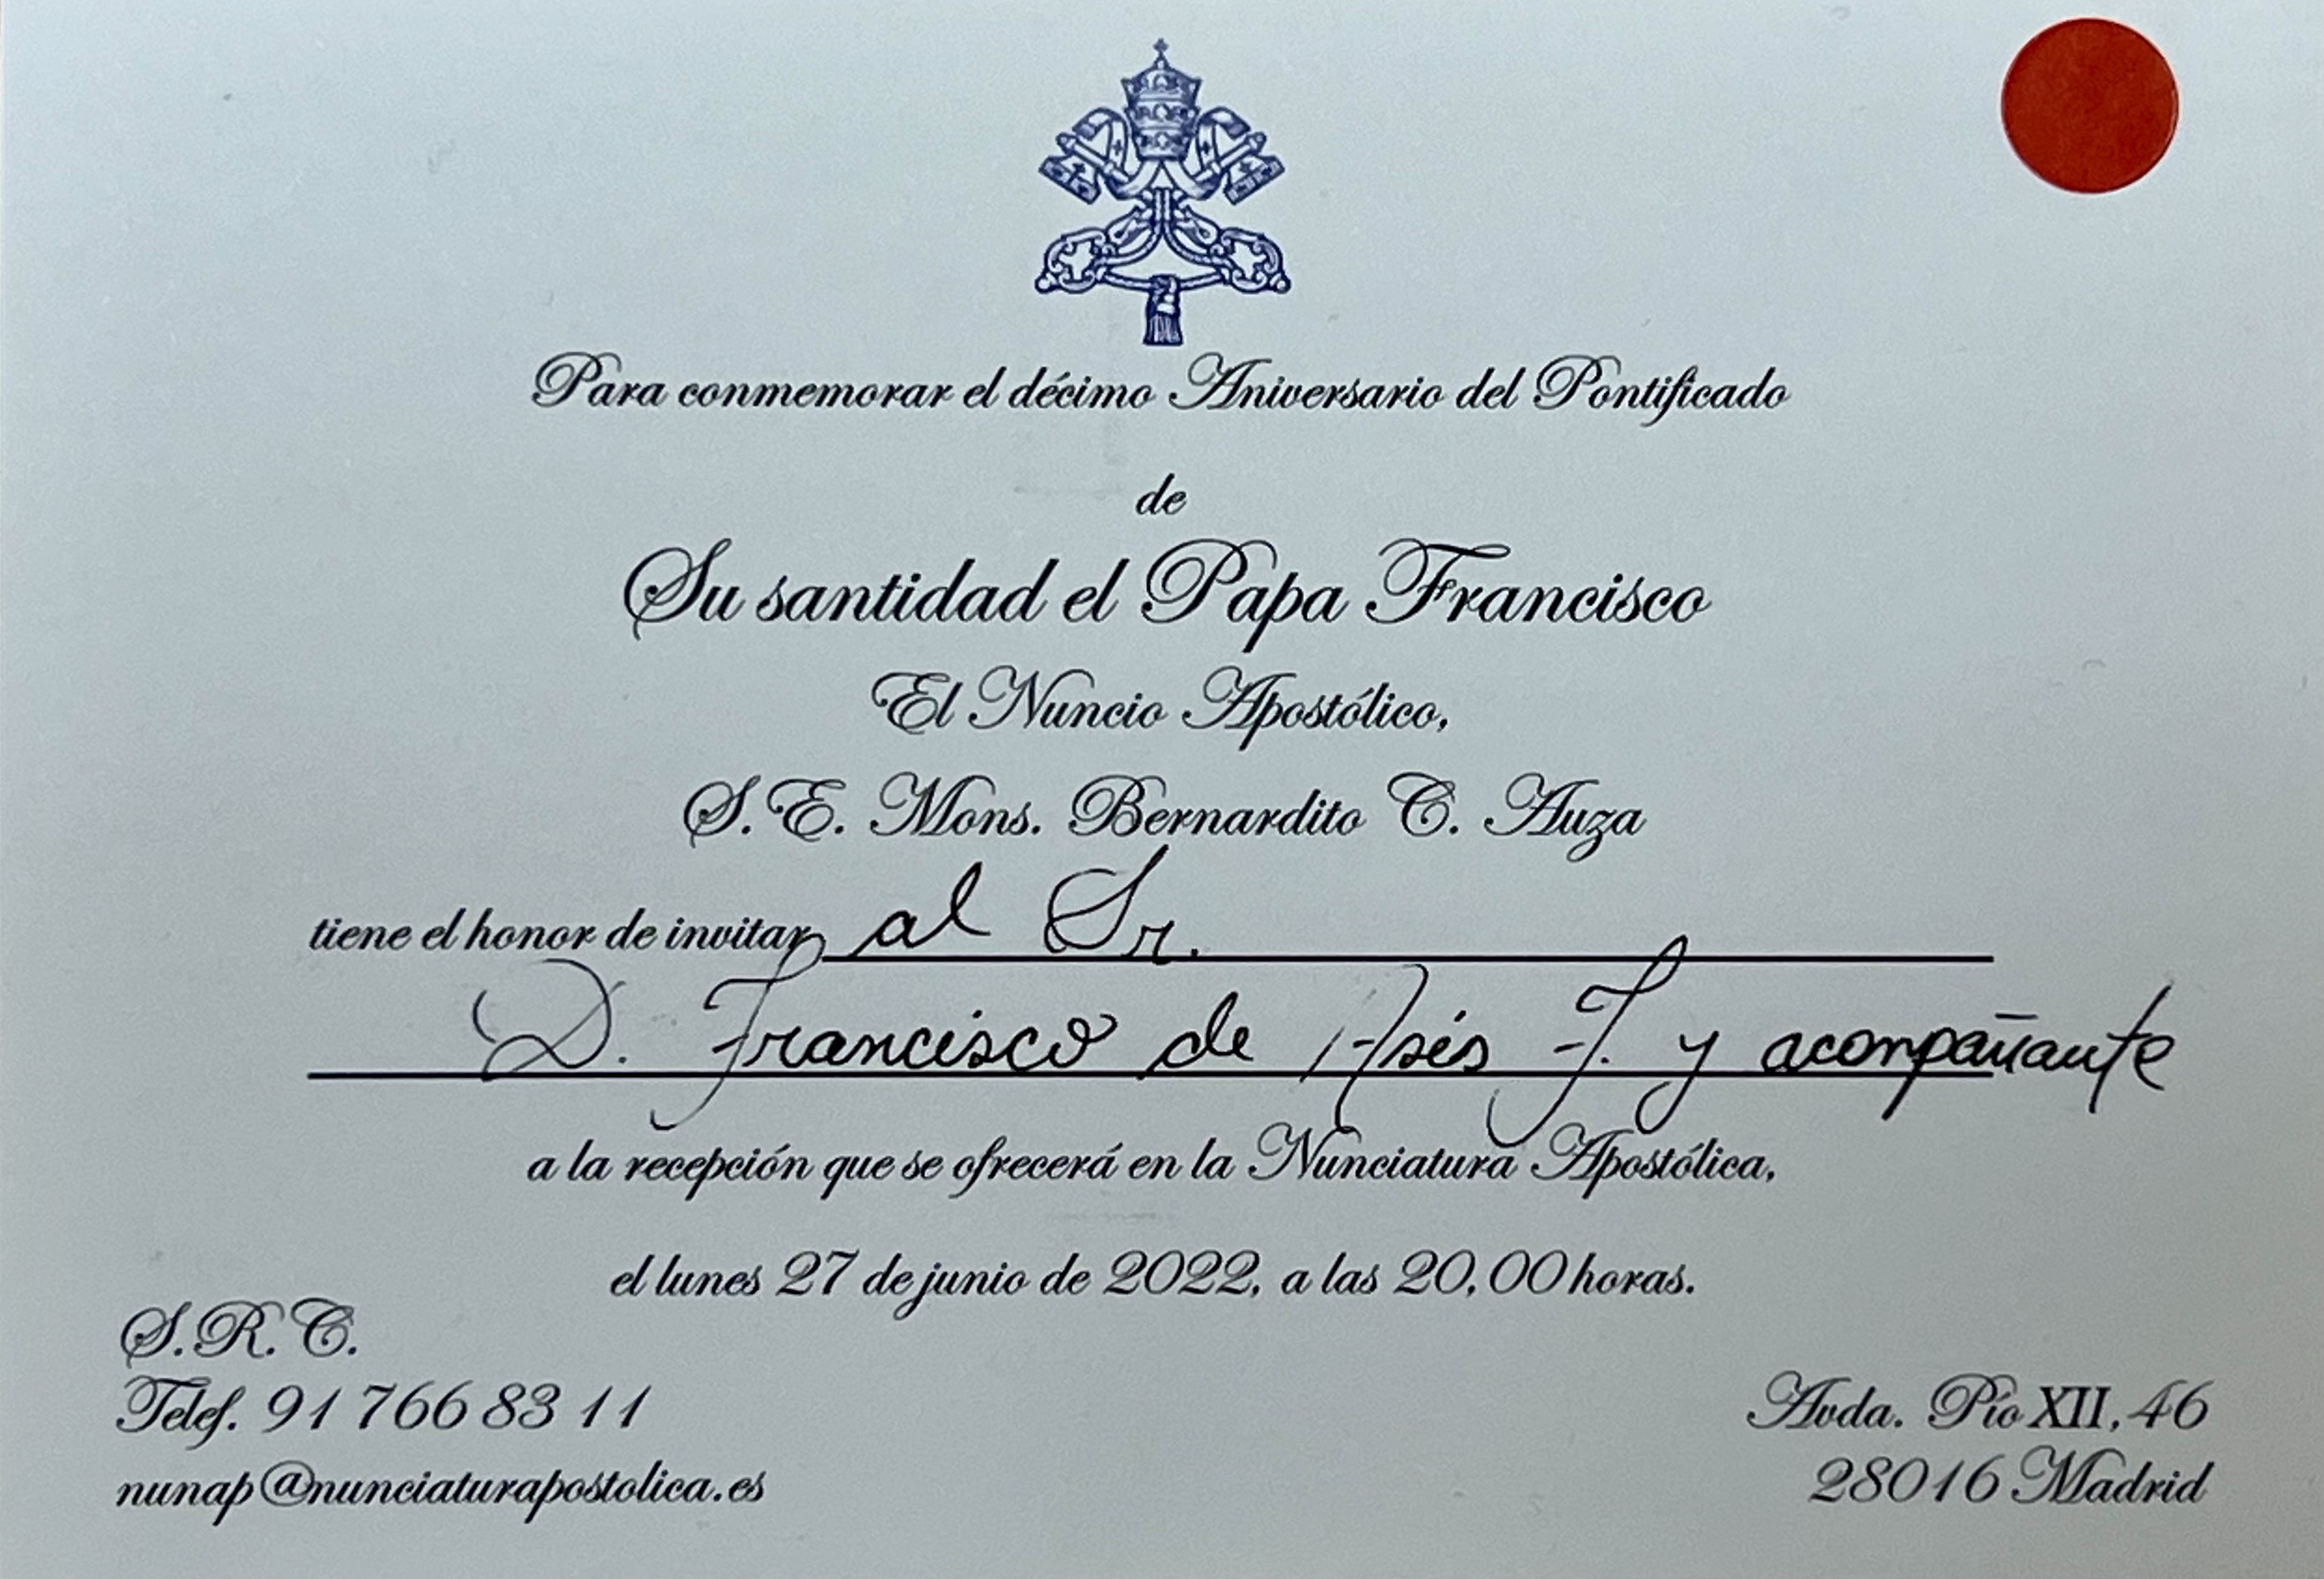 Para conmemorar el décimo Aniversario del Pontificado
de
Su santidad el Papa Francisco
El Nuncio Apostólico,
S.E. Mons. Bernardito C. Auza
tiene el honor de invitar al Sr.
D. Francisco de Asís F. y acompañante
a la recepción que se ofrecerá en la Nunciatura Apostólica,
el lunes 27 de junio de 2022, a las 20,00 horas.
S.R.C.
Telef. 91 766 83 11
nunap@nunciaturapostolica.es
Avda. Pío XII, 46
28016 Madrid